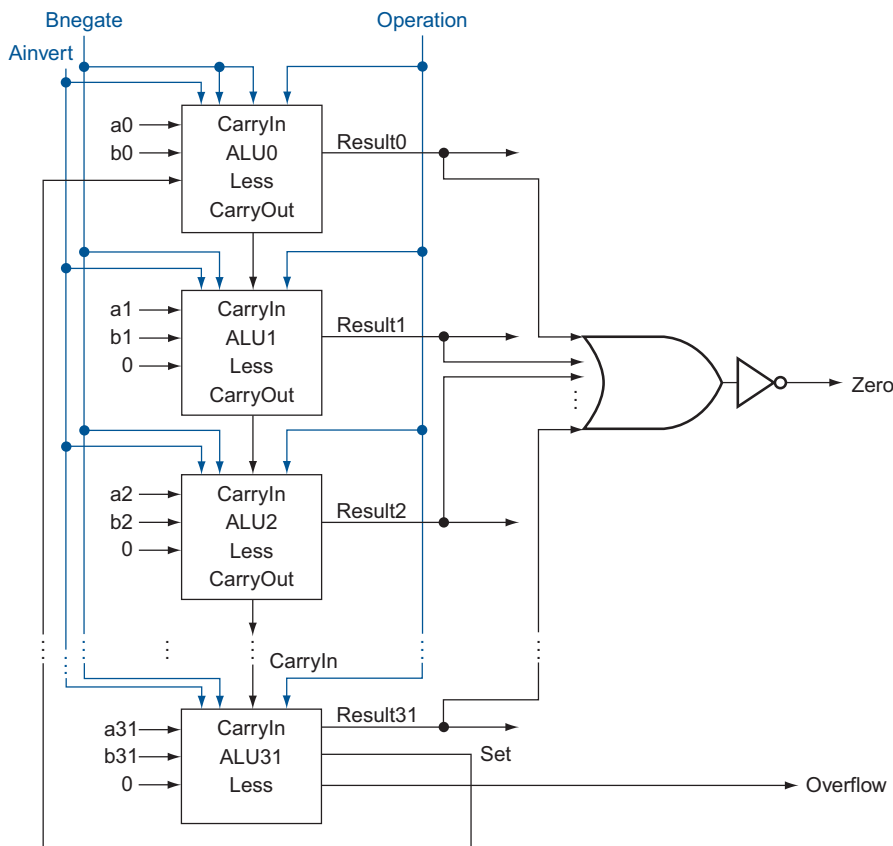 Bnegate
Operation
Ainvert
a0
CarryIn
b0
ALU0
Result0
Less
CarryOut
a1
CarryIn
b1
ALU1
Result1
0
Less
CarryOut
Zero
a2
CarryIn
b2
ALU2
Result2
0
Less
CarryOut
CarryIn
a31
CarryIn
Result31
b31
ALU31
Set
0
Less
Overflow